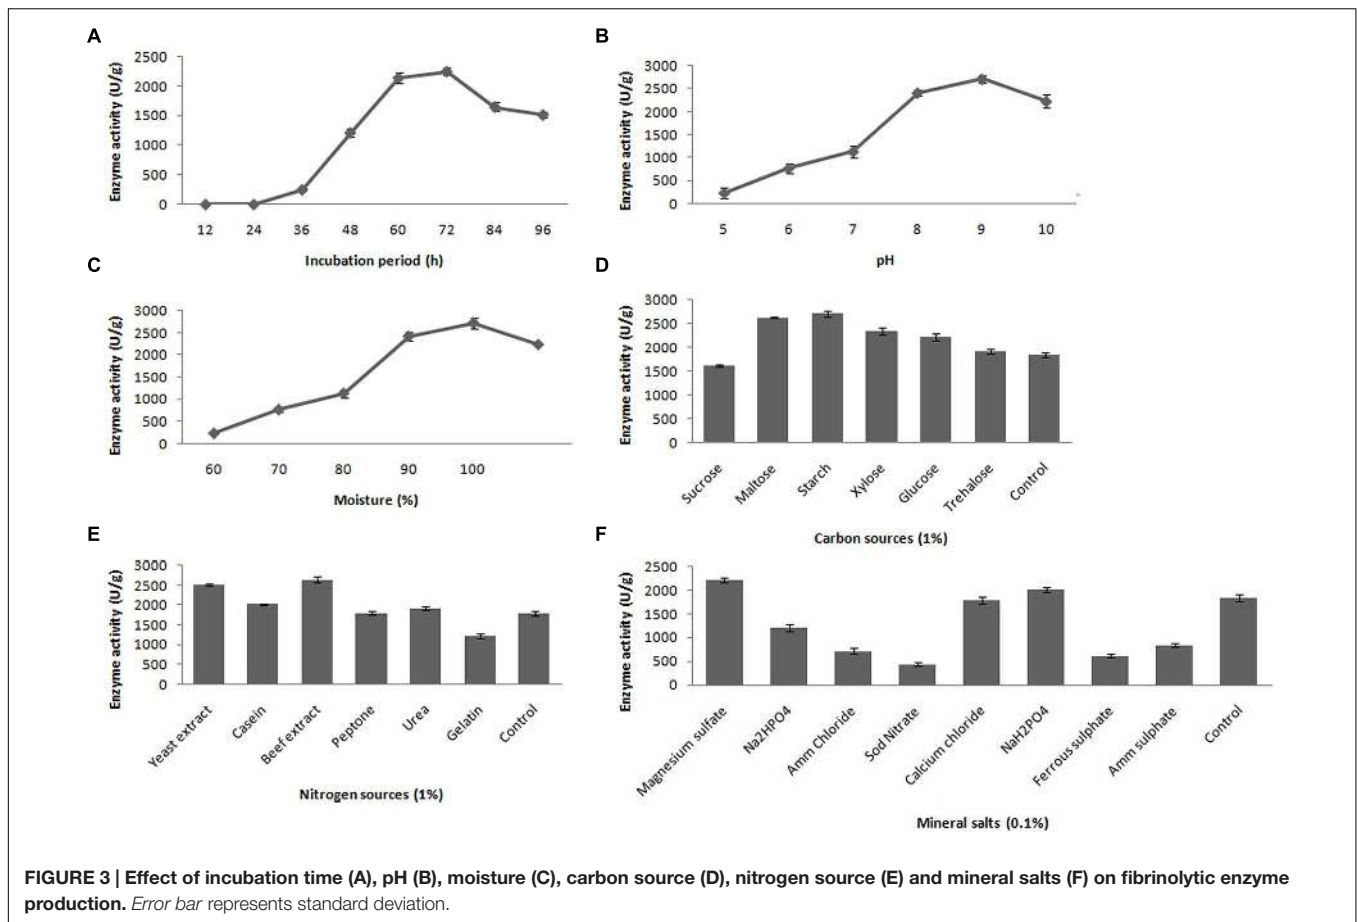 A
Enzyme activity (U/g)
2500
2000
1500
1000
500
0
12 24 36 48 60 72 84 96
Incubation period (h)
B
Enzyme activity (U/g)
3000
2500
2000
1500
1000
500
0
5 6 7 8 9 10
pH
C
Enzyme activity (U/g)
3000
2500
2000
1500
1000
500
0
60 70 80 90 100
Moisture (%)
D
Enzyme activity (U/g)
3000
2500
2000
1500
1000
500
0
Sucrose
Maltose
Starch
Xylose
Glucose
Trehalose
Control
Carbon sources (1%)
E
Enzyme activity (U/g)
3000
2500
2000
1500
1000
500
0
Yeast extract
Casein
Beef extract
Peptone
Urea
Gelatin
Control
Nitrogen sources (1%)
F
Enzyme activity (U/g)
2500
2000
1500
1000
500
0
Magnesium sulfate
Na2HPO4
Amm Chloride
Sod Nitrate
Calcium chloride
NaH2PO4
Ferrous sulphate
Amm sulphate
Control
Mineral salts (0.1%)
FIGURE 3 | Effect of incubation time (A), pH (B), moisture (C), carbon source (D), nitrogen source (E) and mineral salts (F) on fibrinolytic enzyme
production. Error bar represents standard deviation.